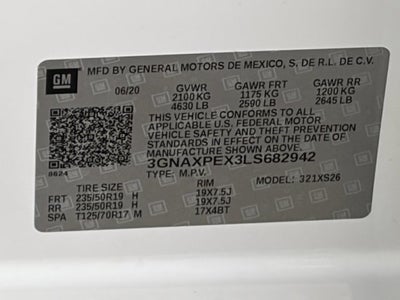 GM
MFD BY GENERAL MOTORS DE MEXICO, S. DE R.L. DE C.V.
06/20 GVWR GAWR FRT GAWR RR
2100 KG 1175 KG 1200 KG
4630 LB 2590 LB 2645 LB
THIS VEHICLE CONFORMS TO ALL
APPLICABLE U.S. FEDERAL MOTOR
VEHICLE SAFETY AND THEFT
PREVENTION STANDARDS IN EFFECT
ON THE DATE OF MANUFACTURE SHOWN ABOVE.
3GNAXPEX3LS682942
8624 TYPE: M.P.V. MODEL: 321XS26
TIRE SIZE RIM
FRT 235/50R19 H 19X7.5J
RR 235/50R19 H 19X7.5J
SPA T125/70R17 M 17X4BT